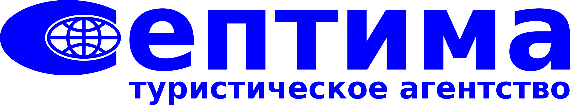 Септима
туристическое агентство